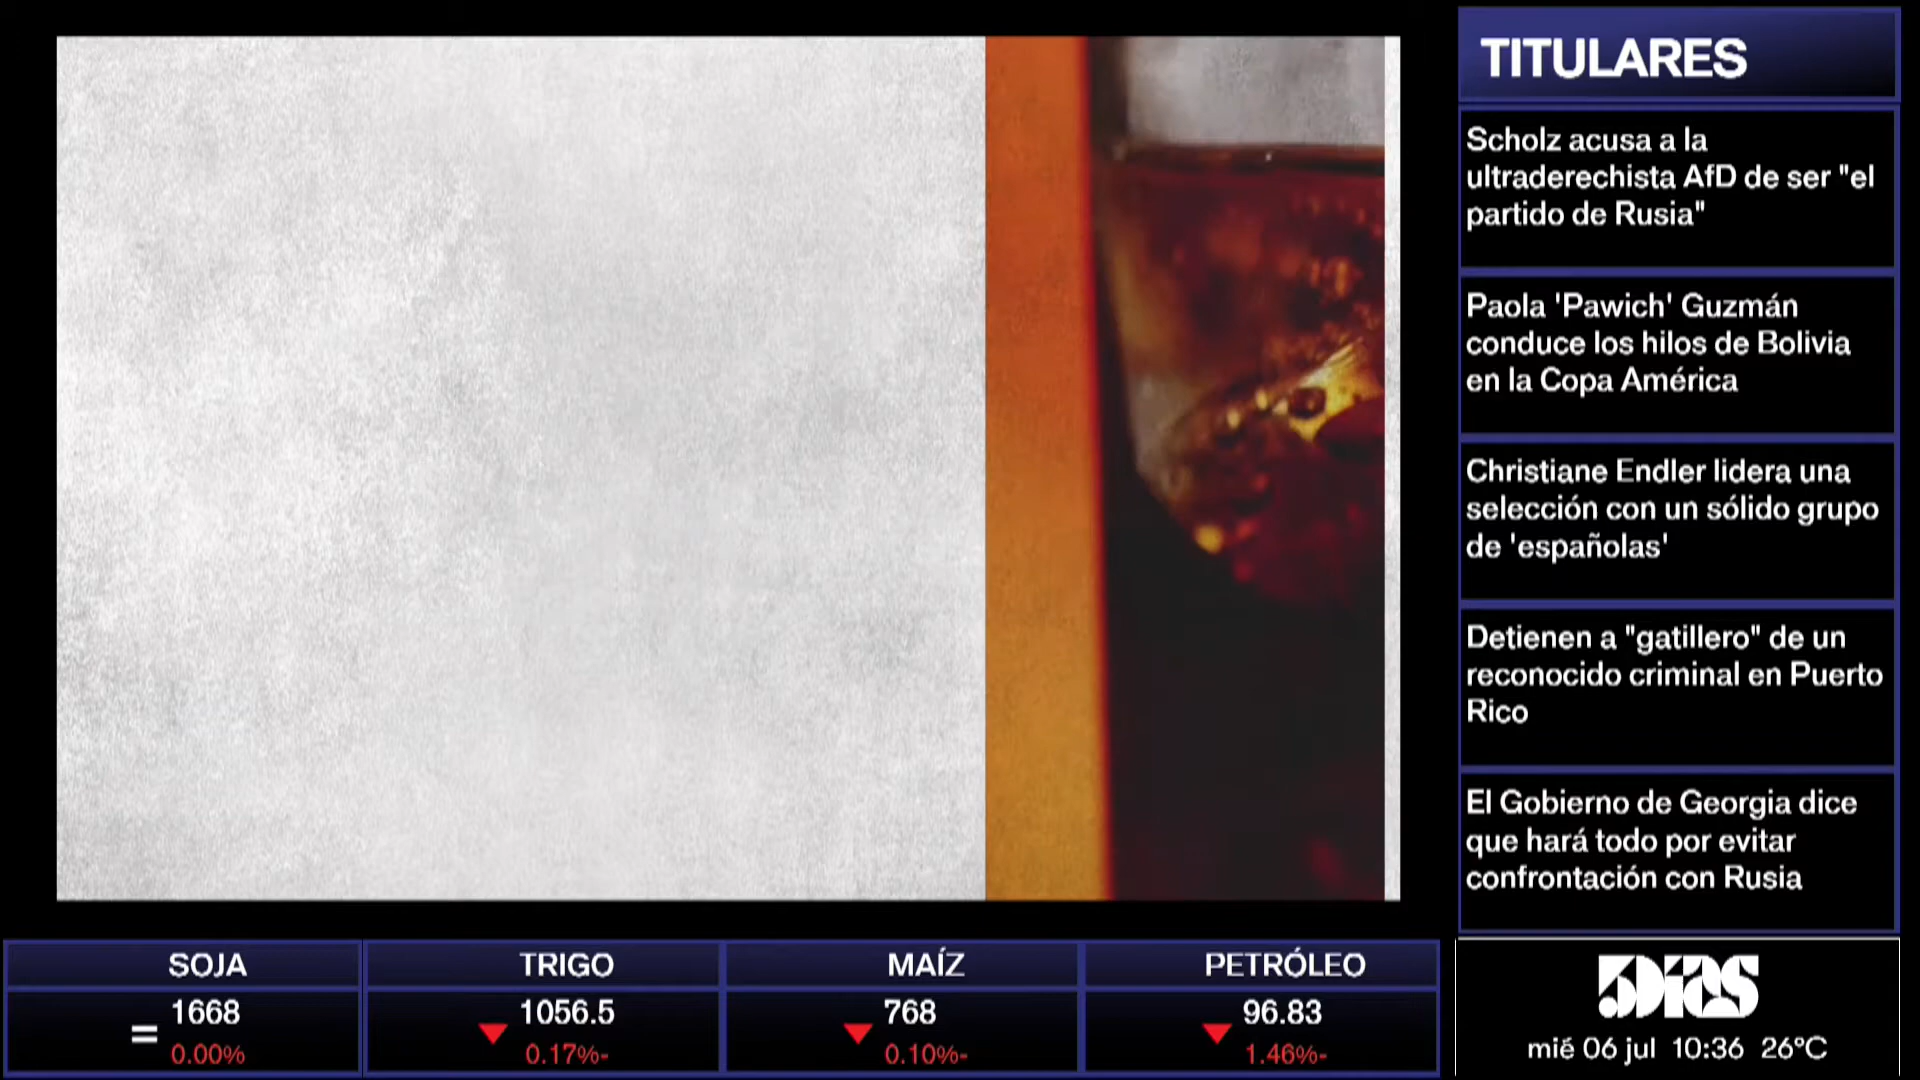 TITULARES
Scholz acusa a la
ultraderechista AfD de ser "el
partido de Rusia"
Paola 'Pawich' Guzmán
conduce los hilos de Bolivia
en la Copa América
Christiane Endler lidera una
selección con un sólido grupo
de 'españolas'
Detienen a "gatillero" de un
reconocido criminal en Puerto
Rico
El Gobierno de Georgia dice
que hará todo por evitar
confrontación con Rusia
SOJA
1668
0.00%
TRIGO
1056.5
0.17%-
MAÍZ
768
0.10%-
PETRÓLEO
96.83
1.46%-
5Días
mié 06 jul 10:36 26°C